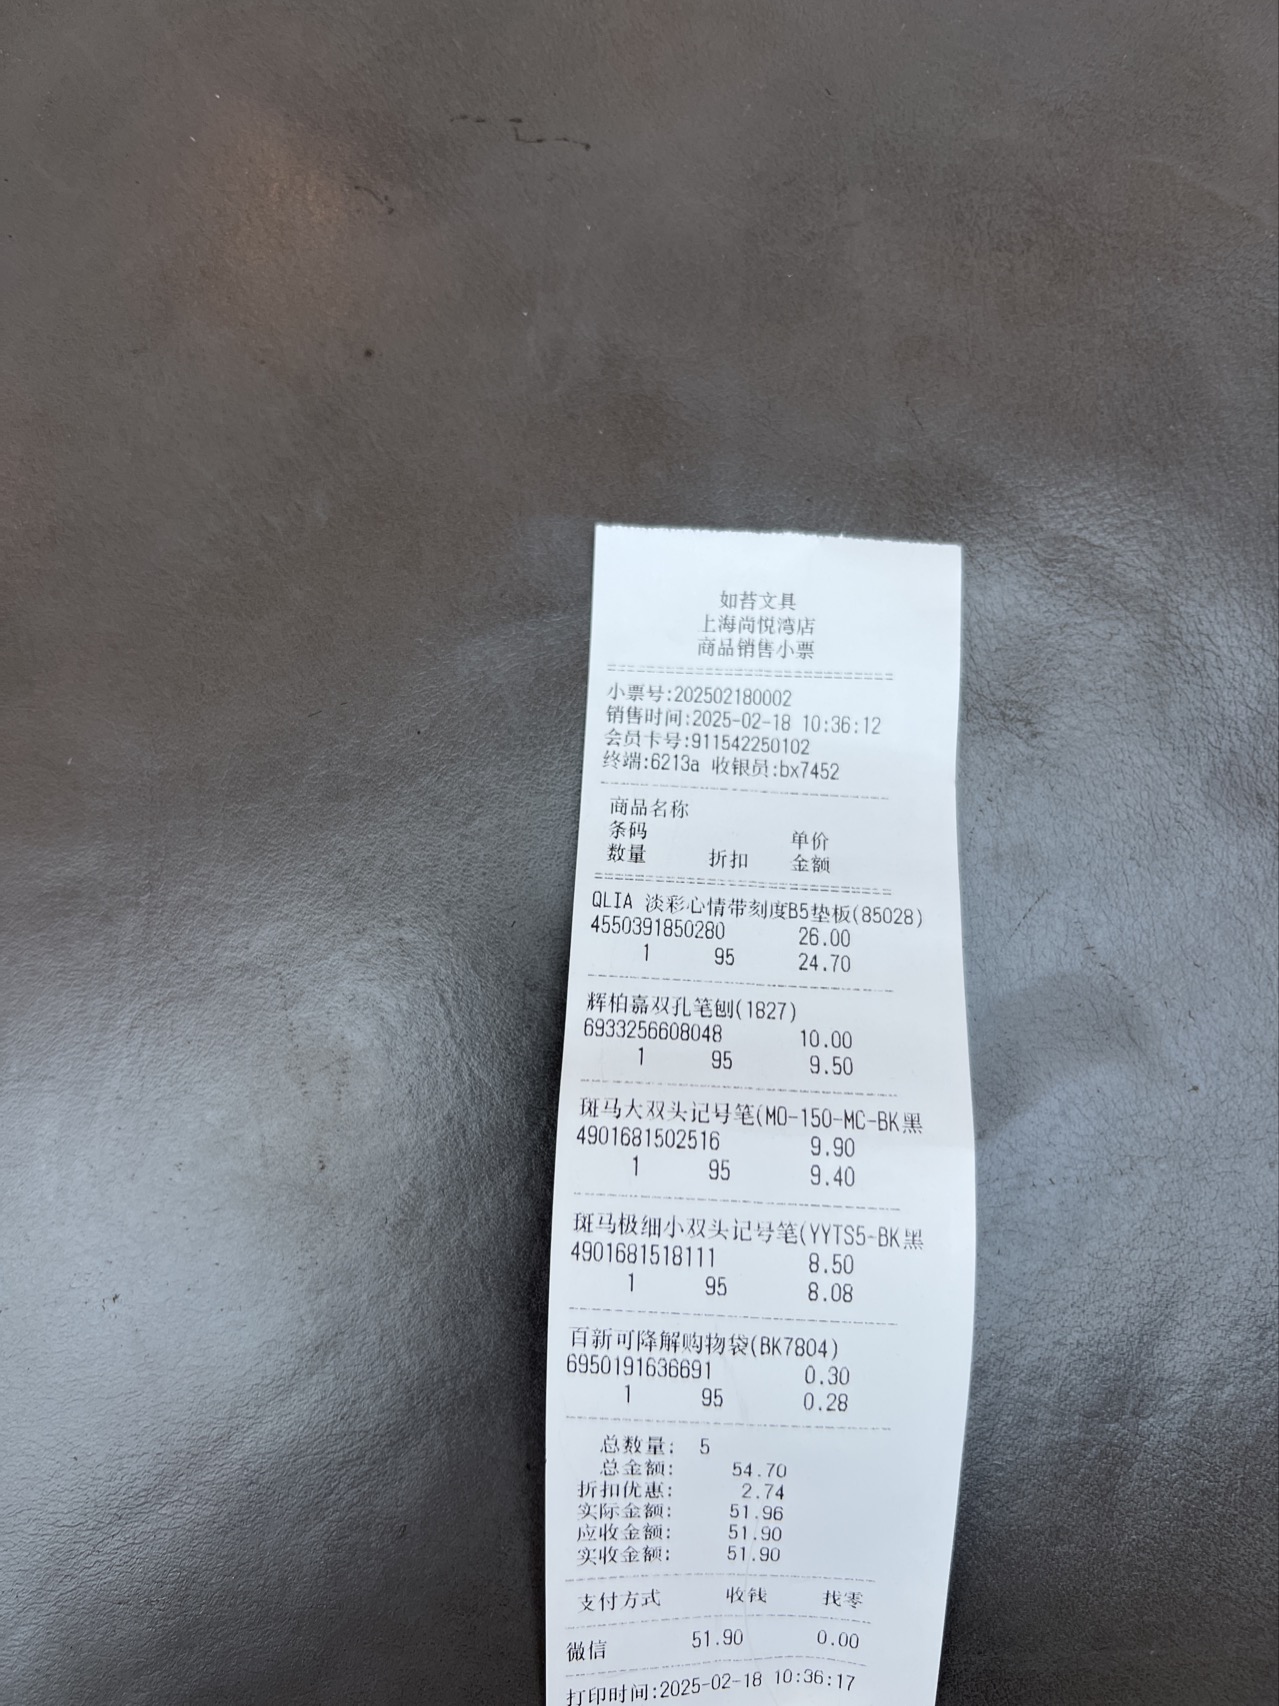 如苔文具
上海尚悦湾店
商品销售小票
小票号:202502180002
销售时间:2025-02-18 10:36:12
会员卡号:911542250102
终端:6213a 收银员:bx7452
商品名称
条码 单价
数量 折扣 金额
QLIA 淡彩心情带刻度B5垫板(85028)
4550391850280 26.00
1 95 24.70
辉柏嘉双孔笔刨(1827)
6933256608048 10.00
1 95 9.50
斑马大双头记号笔(MO-150-MC-BK黑
4901681502516 9.90
1 95 9.40
斑马极细小双头记号笔(YYTS5-BK黑
4901681518111 8.50
1 95 8.08
百新可降解购物袋(BK7804)
6950191636691 0.30
1 95 0.28
总数量: 5
总金额: 54.70
折扣优惠: 2.74
实际金额: 51.96
应收金额: 51.90
实收金额: 51.90
支付方式 收钱 找零
微信 51.90 0.00
打印时间:2025-02-18 10:36:17